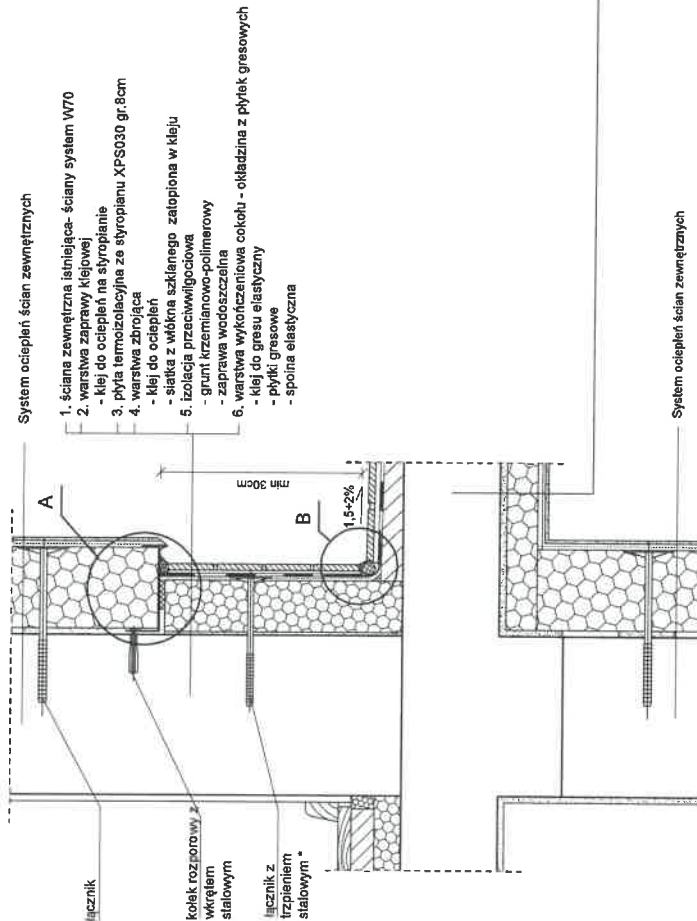 System ociepleń ścian zewnętrznych
1. ściana zewnętrzna istniejąca- ściany system W70
2. warstwa zaprawy klejowej
- klej do ociepleń na styropianie
3. płyta termoizolacyjna ze styropianu XPS030 gr.8cm
4. warstwa zbrojąca
- klej do ociepleń
- siatka z włókna szklanego zatopiona w kleju
5. izolacja przeciwwilgociowa
- grunt krzemianowo-polimerowy
- zaprawa wodoszczelna
6. warstwa wykończeniowa cokołu - okładzina z płytek gresowych
- klej do gresu elastyczny
- płytki gresowe
- spoina elastyczna
A
min 30cm
B
1,5÷2%
łącznik
kołek rozporowy z
wkrętem
stalowym
łącznik z
trzpieniem
stalowym *
System ociepleń ścian zewnętrznych